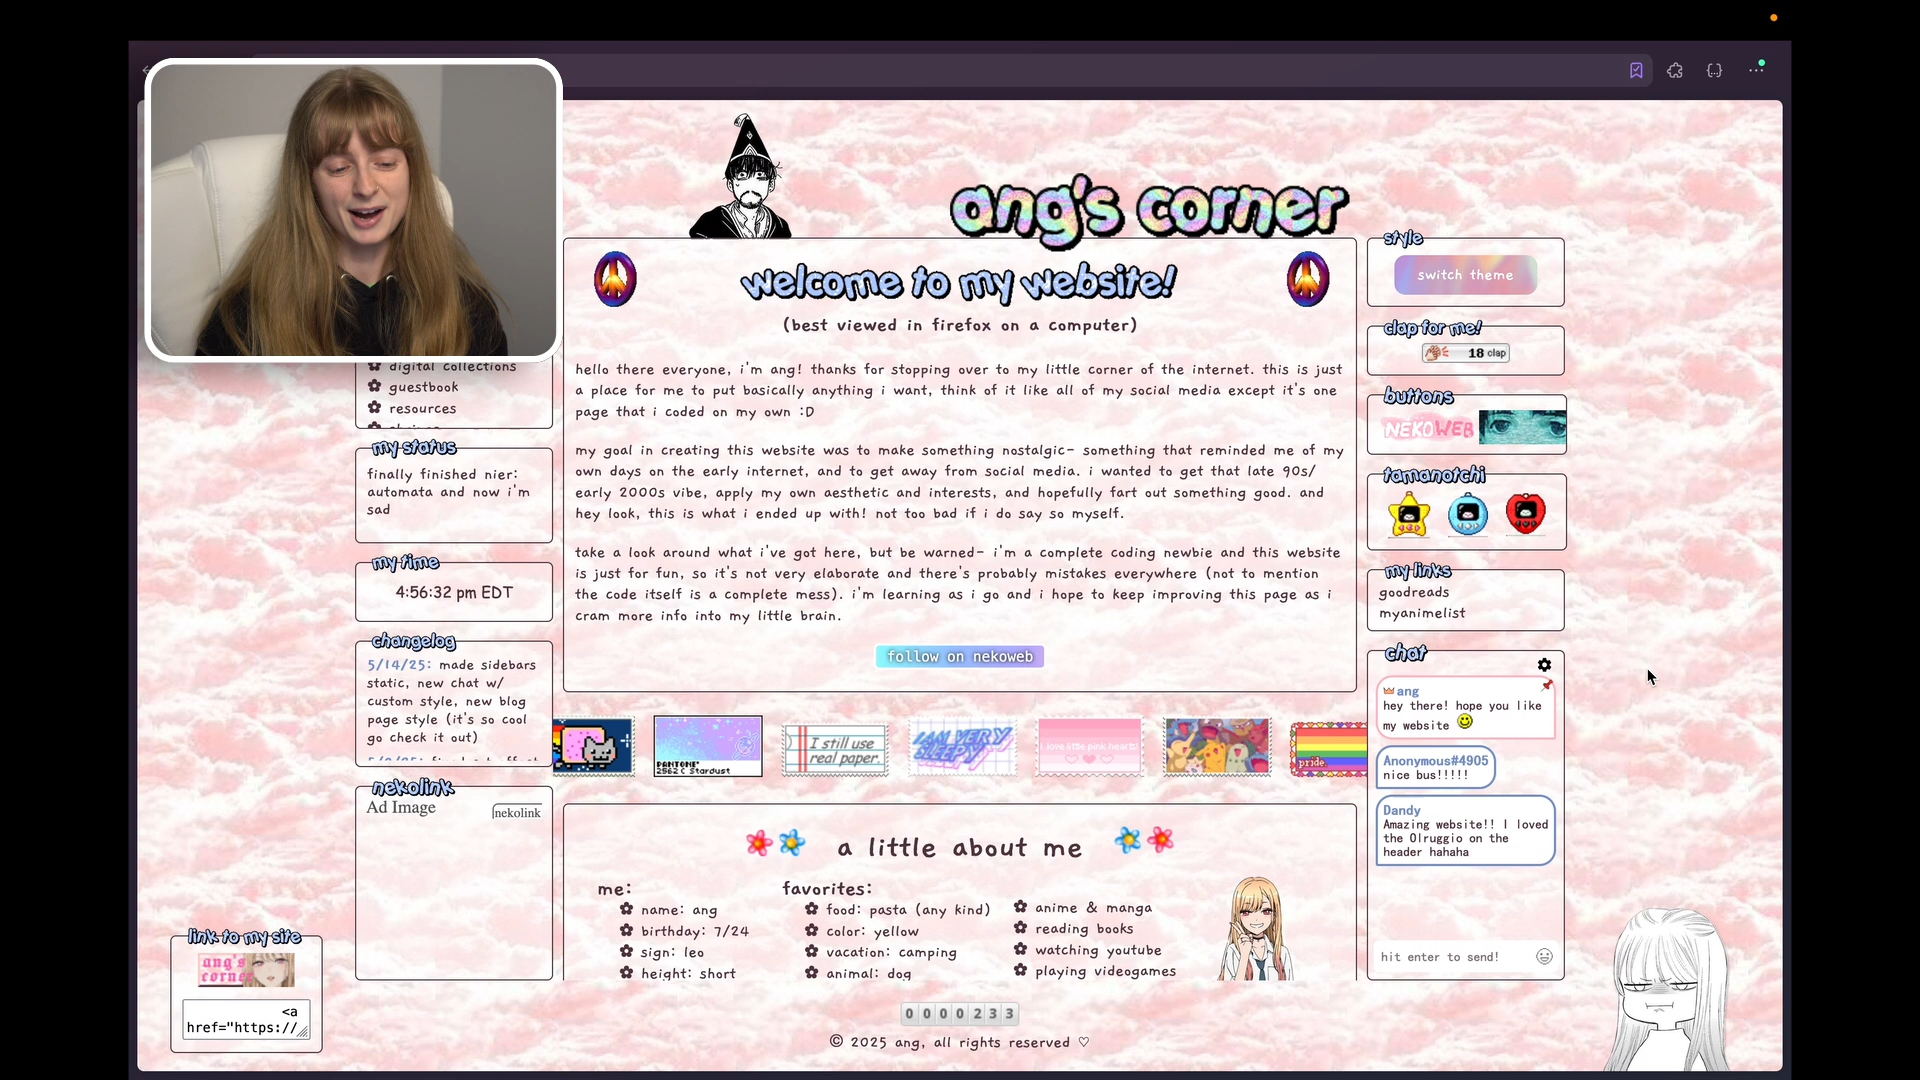 ang's corner
digital collections
guestbook
resources
my status
finally finished nier:
automata and now i'm
sad
my time
4:56:32 pm EDT
changelog
5/14/25: made sidebars
static, new chat w/
custom style, new blog
page style (it's so cool
go check it out)
nekolink
Ad Image
nekolink
link to my site
ang's
corner
<a
href="https://
welcome to my website!
(best viewed in firefox on a computer)
hello there everyone, i'm ang! thanks for stopping over to my little corner of the internet. this is just
a place for me to put basically anything i want, think of it like all of my social media except it's one
page that i coded on my own :D
my goal in creating this website was to make something nostalgic- something that reminded me of my
own days on the early internet, and to get away from social media. i wanted to get that late 90s/
early 2000s vibe, apply my own aesthetic and interests, and hopefully fart out something good. and
hey look, this is what i ended up with! not too bad if i do say so myself.
take a look around what i've got here, but be warned- i'm a complete coding newbie and this website
is just for fun, so it's not very elaborate and there's probably mistakes everywhere (not to mention
the code itself is a complete mess). i'm learning as i go and i hope to keep improving this page as i
cram more info into my little brain.
follow on nekoweb
PANTONE®
2562 C Stardust
I still use
real paper.
I AM VERY
SLEEPY
i love little pink hearts!
pride.
a little about me
me:
name: ang
birthday: 7/24
sign: leo
height: short
favorites:
food: pasta (any kind)
color: yellow
vacation: camping
animal: dog
anime & manga
reading books
watching youtube
playing videogames
0000233
© 2025 ang, all rights reserved ♡
style
switch theme
clap for me!
18 clap
buttons
NEKOWEB
tamanotchi
my links
goodreads
myanimelist
chat
ang
hey there! hope you like
my website
Anonymous#4905
nice bus!!!!!
Dandy
Amazing website!! I loved
the Olruggio on the
header hahaha
hit enter to send!